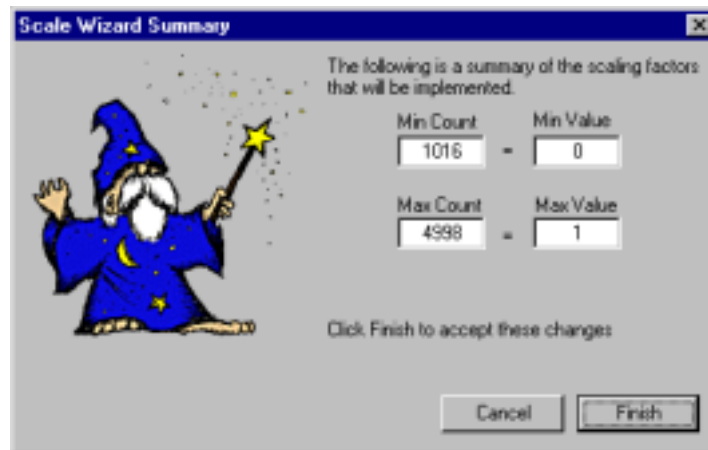 Scale Wizard Summary
The following is a summary of the scaling factors
that will be implemented.
Min Count Min Value
1016 = 0
Max Count Max Value
4998 = 1
Click Finish to accept these changes
Cancel Finish